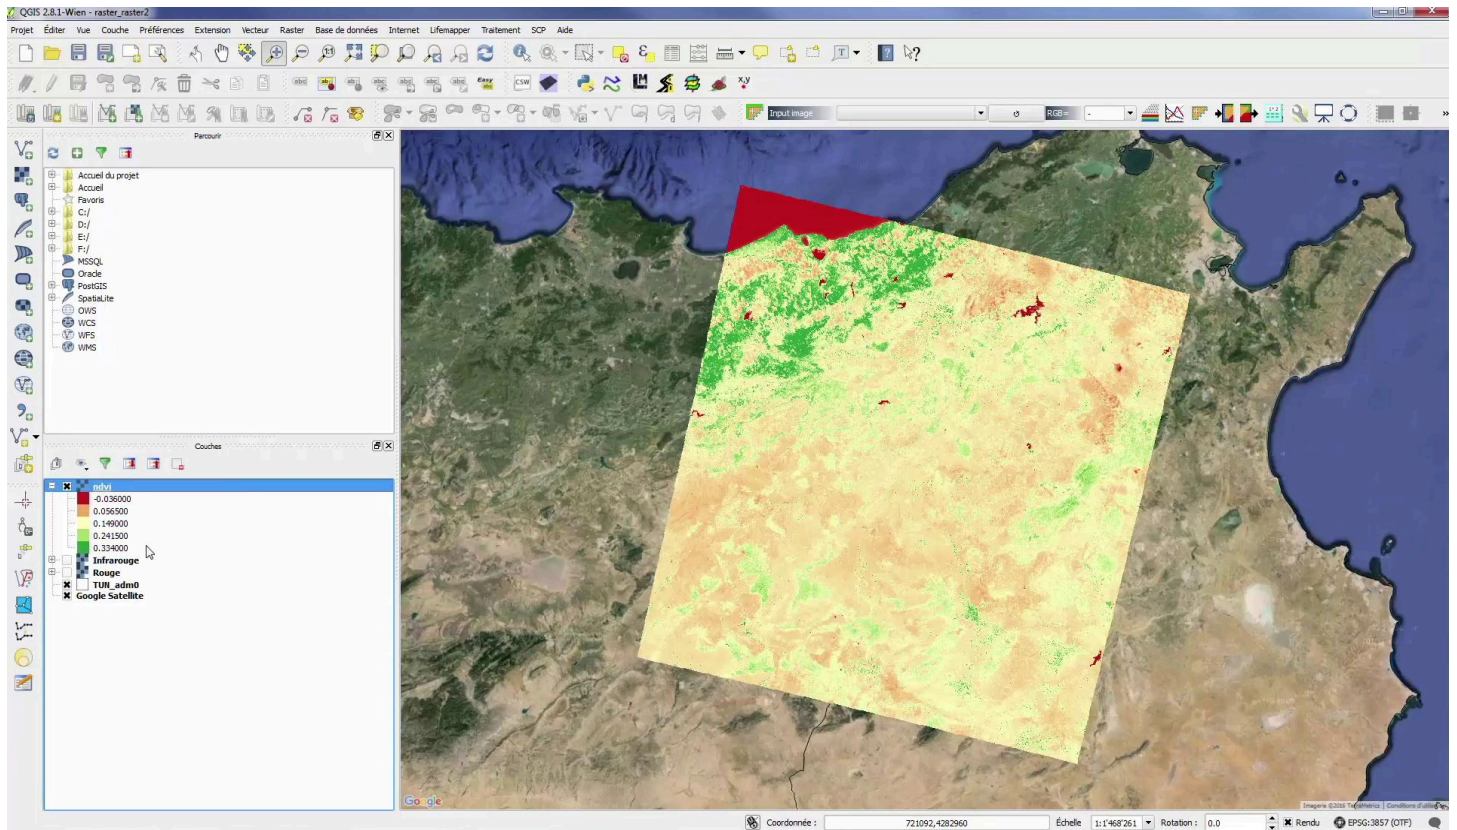 QGIS 2.8.1-Wien - raster_raster2
Projet Éditer Vue Couche Préférences Extension Vecteur Raster Base de données Internet Lifemapper Traitement SCP Aide
Input image RGB= -
Parcourir
Accueil du projet
Accueil
Favoris
C:/
D:/
E:/
F:/
MSSQL
Oracle
PostGIS
SpatiaLite
OWS
WCS
WFS
WMS
Couches
ndvi
-0.036000
0.056500
0.149000
0.241500
0.334000
Infrarouge
Rouge
TUN_adm0
Google Satellite
Google
Imagerie ©2016 TerraMetrics
Coordonnée : 721092,4282960 Échelle 1:1'468'261 Rotation : 0.0 Rendu EPSG:3857 (OTF)